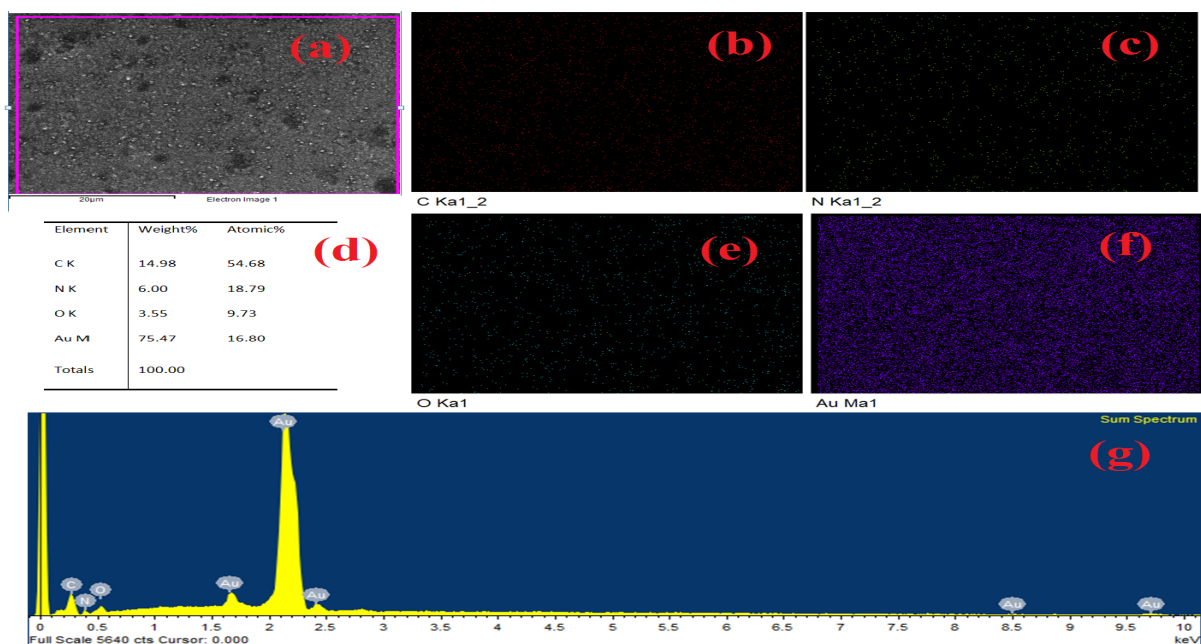 (a)
20µm Electron Image 1
(b)
C Ka1_2
(c)
N Ka1_2
Element Weight% Atomic%
C K 14.98 54.68
N K 6.00 18.79
O K 3.55 9.73
Au M 75.47 16.80
Totals 100.00
(d)
(e)
O Ka1
(f)
Au Ma1
Sum Spectrum
(g)
Au
C
N
O
Au
Au
Au
Au
0 0.5 1 1.5 2 2.5 3 3.5 4 4.5 5 5.5 6 6.5 7 7.5 8 8.5 9 9.5 10
Full Scale 5640 cts Cursor: 0.000 keV